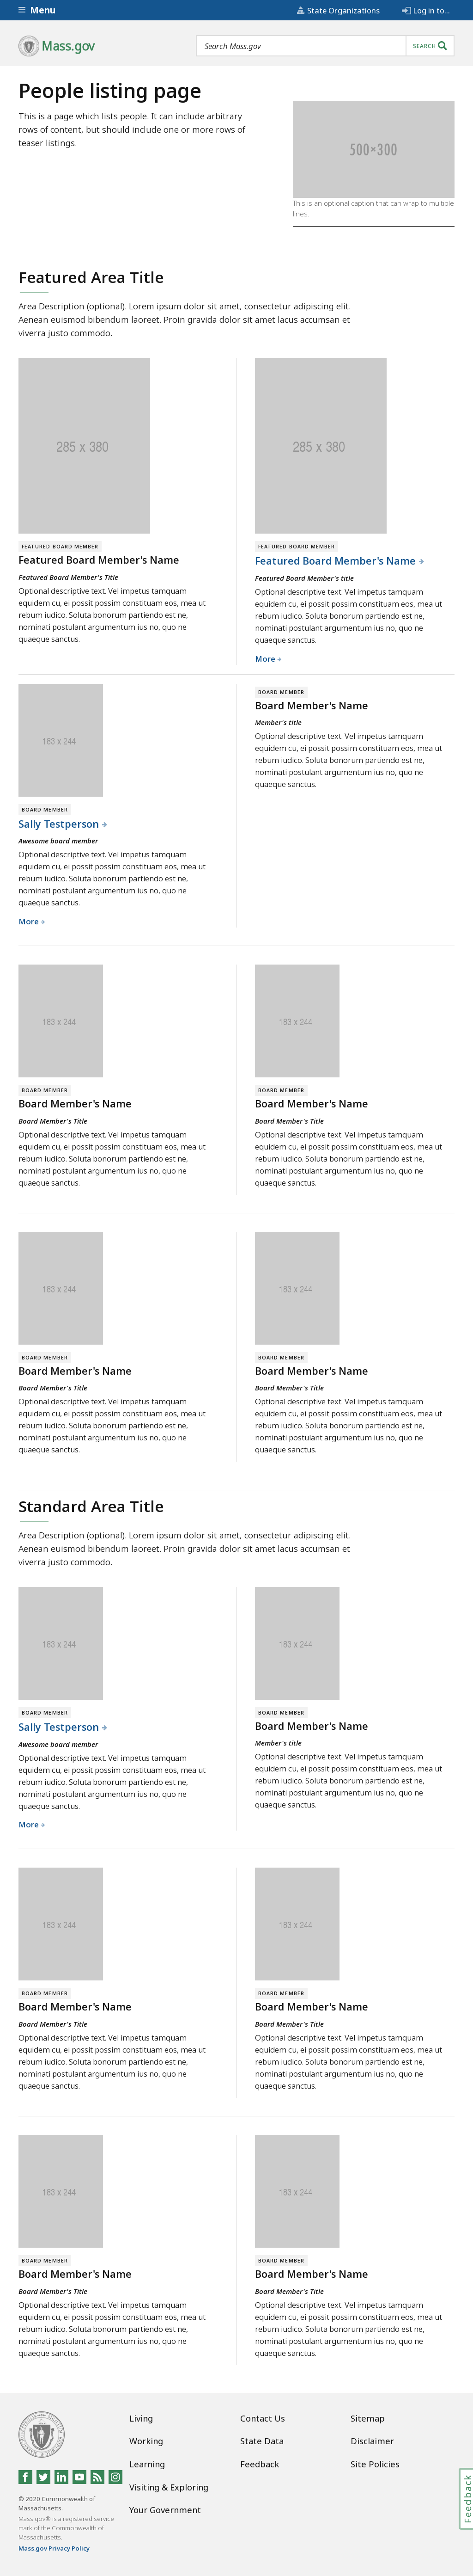 Menu
State Organizations
Log in to...
Mass.gov
Search Mass.gov
SEARCH
People listing page
This is a page which lists people. It can include arbitrary
rows of content, but should include one or more rows of
teaser listings.
500×300
This is an optional caption that can wrap to multiple
lines.
Featured Area Title
Area Description (optional). Lorem ipsum dolor sit amet, consectetur adipiscing elit.
Aenean euismod bibendum laoreet. Proin gravida dolor sit amet lacus accumsan et
viverra justo commodo.
285 x 380
FEATURED BOARD MEMBER
Featured Board Member's Name
Featured Board Member's Title
Optional descriptive text. Vel impetus tamquam
equidem cu, ei possit possim constituam eos, mea ut
rebum iudico. Soluta bonorum partiendo est ne,
nominati postulant argumentum ius no, quo ne
quaeque sanctus.
285 x 380
FEATURED BOARD MEMBER
Featured Board Member's Name
Featured Board Member's title
Optional descriptive text. Vel impetus tamquam
equidem cu, ei possit possim constituam eos, mea ut
rebum iudico. Soluta bonorum partiendo est ne,
nominati postulant argumentum ius no, quo ne
quaeque sanctus.
More
183 x 244
BOARD MEMBER
Sally Testperson
Awesome board member
Optional descriptive text. Vel impetus tamquam
equidem cu, ei possit possim constituam eos, mea ut
rebum iudico. Soluta bonorum partiendo est ne,
nominati postulant argumentum ius no, quo ne
quaeque sanctus.
More
BOARD MEMBER
Board Member's Name
Member's title
Optional descriptive text. Vel impetus tamquam
equidem cu, ei possit possim constituam eos, mea ut
rebum iudico. Soluta bonorum partiendo est ne,
nominati postulant argumentum ius no, quo ne
quaeque sanctus.
183 x 244
BOARD MEMBER
Board Member's Name
Board Member's Title
Optional descriptive text. Vel impetus tamquam
equidem cu, ei possit possim constituam eos, mea ut
rebum iudico. Soluta bonorum partiendo est ne,
nominati postulant argumentum ius no, quo ne
quaeque sanctus.
183 x 244
BOARD MEMBER
Board Member's Name
Board Member's Title
Optional descriptive text. Vel impetus tamquam
equidem cu, ei possit possim constituam eos, mea ut
rebum iudico. Soluta bonorum partiendo est ne,
nominati postulant argumentum ius no, quo ne
quaeque sanctus.
183 x 244
BOARD MEMBER
Board Member's Name
Board Member's Title
Optional descriptive text. Vel impetus tamquam
equidem cu, ei possit possim constituam eos, mea ut
rebum iudico. Soluta bonorum partiendo est ne,
nominati postulant argumentum ius no, quo ne
quaeque sanctus.
183 x 244
BOARD MEMBER
Board Member's Name
Board Member's Title
Optional descriptive text. Vel impetus tamquam
equidem cu, ei possit possim constituam eos, mea ut
rebum iudico. Soluta bonorum partiendo est ne,
nominati postulant argumentum ius no, quo ne
quaeque sanctus.
Standard Area Title
Area Description (optional). Lorem ipsum dolor sit amet, consectetur adipiscing elit.
Aenean euismod bibendum laoreet. Proin gravida dolor sit amet lacus accumsan et
viverra justo commodo.
183 x 244
BOARD MEMBER
Sally Testperson
Awesome board member
Optional descriptive text. Vel impetus tamquam
equidem cu, ei possit possim constituam eos, mea ut
rebum iudico. Soluta bonorum partiendo est ne,
nominati postulant argumentum ius no, quo ne
quaeque sanctus.
More
183 x 244
BOARD MEMBER
Board Member's Name
Member's title
Optional descriptive text. Vel impetus tamquam
equidem cu, ei possit possim constituam eos, mea ut
rebum iudico. Soluta bonorum partiendo est ne,
nominati postulant argumentum ius no, quo ne
quaeque sanctus.
183 x 244
BOARD MEMBER
Board Member's Name
Board Member's Title
Optional descriptive text. Vel impetus tamquam
equidem cu, ei possit possim constituam eos, mea ut
rebum iudico. Soluta bonorum partiendo est ne,
nominati postulant argumentum ius no, quo ne
quaeque sanctus.
183 x 244
BOARD MEMBER
Board Member's Name
Board Member's Title
Optional descriptive text. Vel impetus tamquam
equidem cu, ei possit possim constituam eos, mea ut
rebum iudico. Soluta bonorum partiendo est ne,
nominati postulant argumentum ius no, quo ne
quaeque sanctus.
183 x 244
BOARD MEMBER
Board Member's Name
Board Member's Title
Optional descriptive text. Vel impetus tamquam
equidem cu, ei possit possim constituam eos, mea ut
rebum iudico. Soluta bonorum partiendo est ne,
nominati postulant argumentum ius no, quo ne
quaeque sanctus.
183 x 244
BOARD MEMBER
Board Member's Name
Board Member's Title
Optional descriptive text. Vel impetus tamquam
equidem cu, ei possit possim constituam eos, mea ut
rebum iudico. Soluta bonorum partiendo est ne,
nominati postulant argumentum ius no, quo ne
quaeque sanctus.
Living
Working
Learning
Visiting & Exploring
Your Government
Contact Us
State Data
Feedback
Sitemap
Disclaimer
Site Policies
© 2020 Commonwealth of
Massachusetts.
Mass.gov® is a registered service
mark of the Commonwealth of
Massachusetts.
Mass.gov Privacy Policy
Feedback